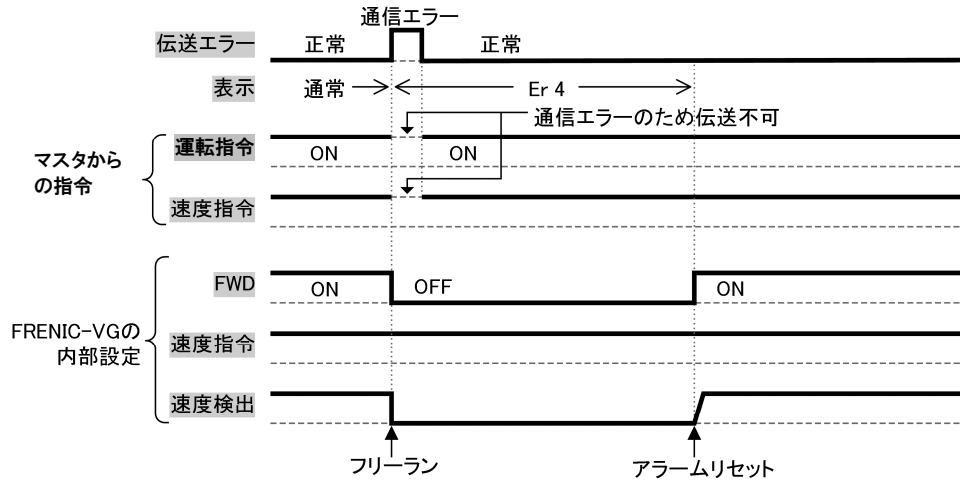 通信エラー
伝送エラー 正常 正常
表示 通常 Er 4
通信エラーのため伝送不可
マスタから
の指令
運転指令 ON ON
速度指令
FWD ON OFF ON
FRENIC-VGの
内部設定
速度指令
速度検出
フリーラン アラームリセット